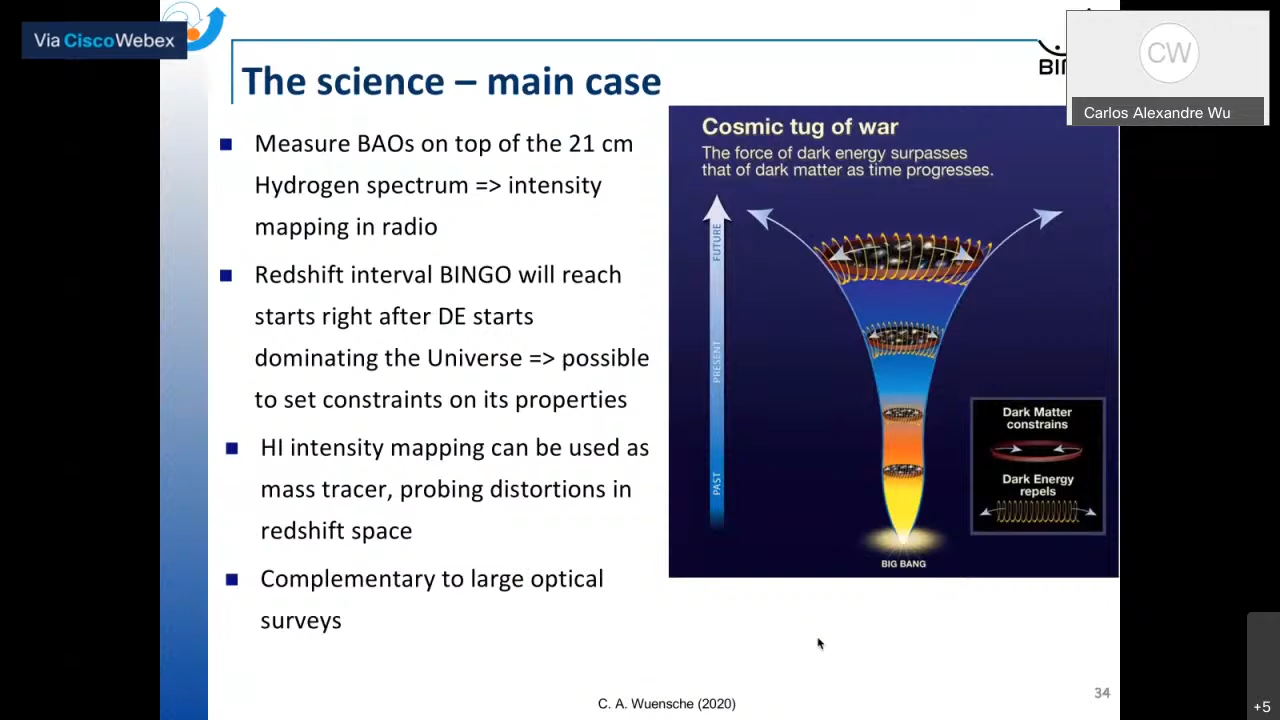 Via CiscoWebex
The science – main case
BI
CW
Carlos Alexandre Wu
Measure BAOs on top of the 21 cm
Hydrogen spectrum => intensity
mapping in radio
Redshift interval BINGO will reach
starts right after DE starts
dominating the Universe => possible
to set constraints on its properties
HI intensity mapping can be used as
mass tracer, probing distortions in
redshift space
Complementary to large optical
surveys
Cosmic tug of war
The force of dark energy surpasses
that of dark matter as time progresses.
FUTURE
PRESENT
PAST
Dark Matter
constrains
Dark Energy
repels
BIG BANG
C. A. Wuensche (2020)
34
+5